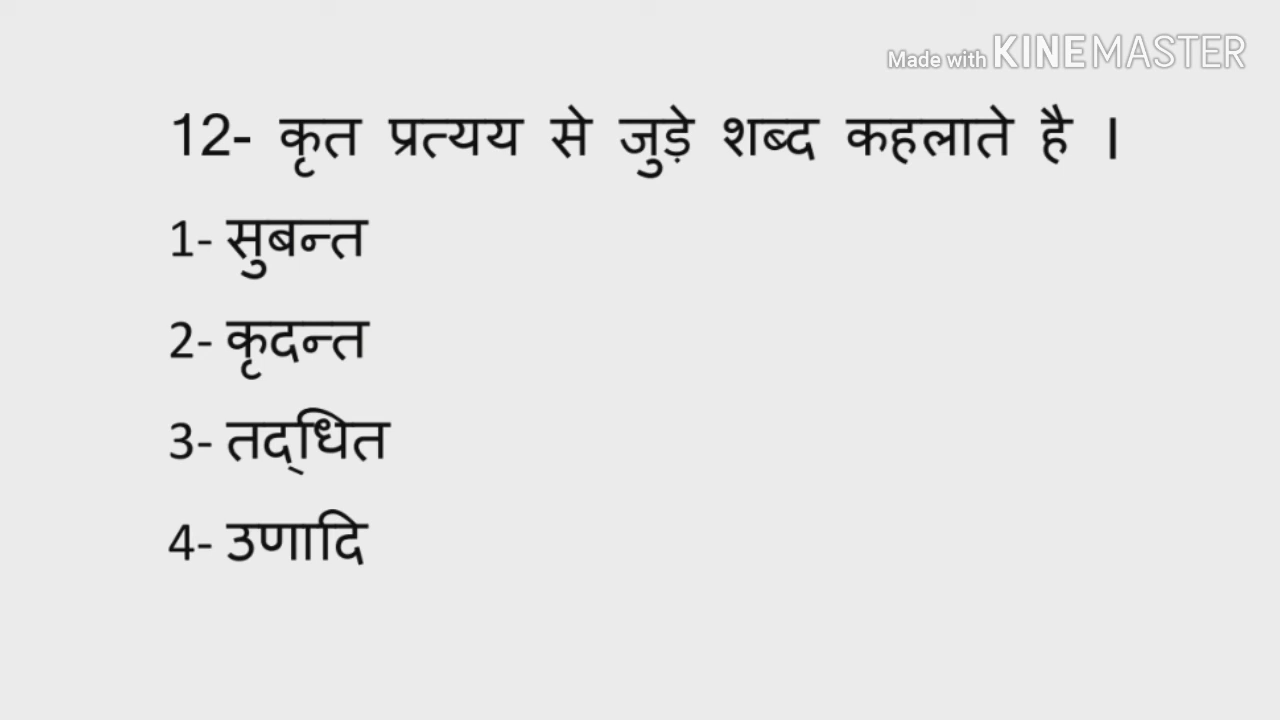 Made with KINEMASTER
12- कृत प्रत्यय से जुड़े शब्द कहलाते है ।
1- सुबन्त
2- कृदन्त
3- तद्‌धित
4- उणादि